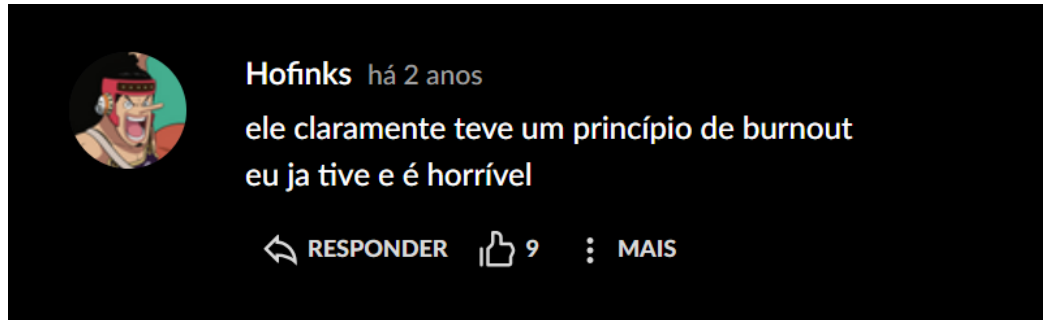 Hofinks há 2 anos
ele claramente teve um princípio de burnout
eu ja tive e é horrível
RESPONDER 9 MAIS